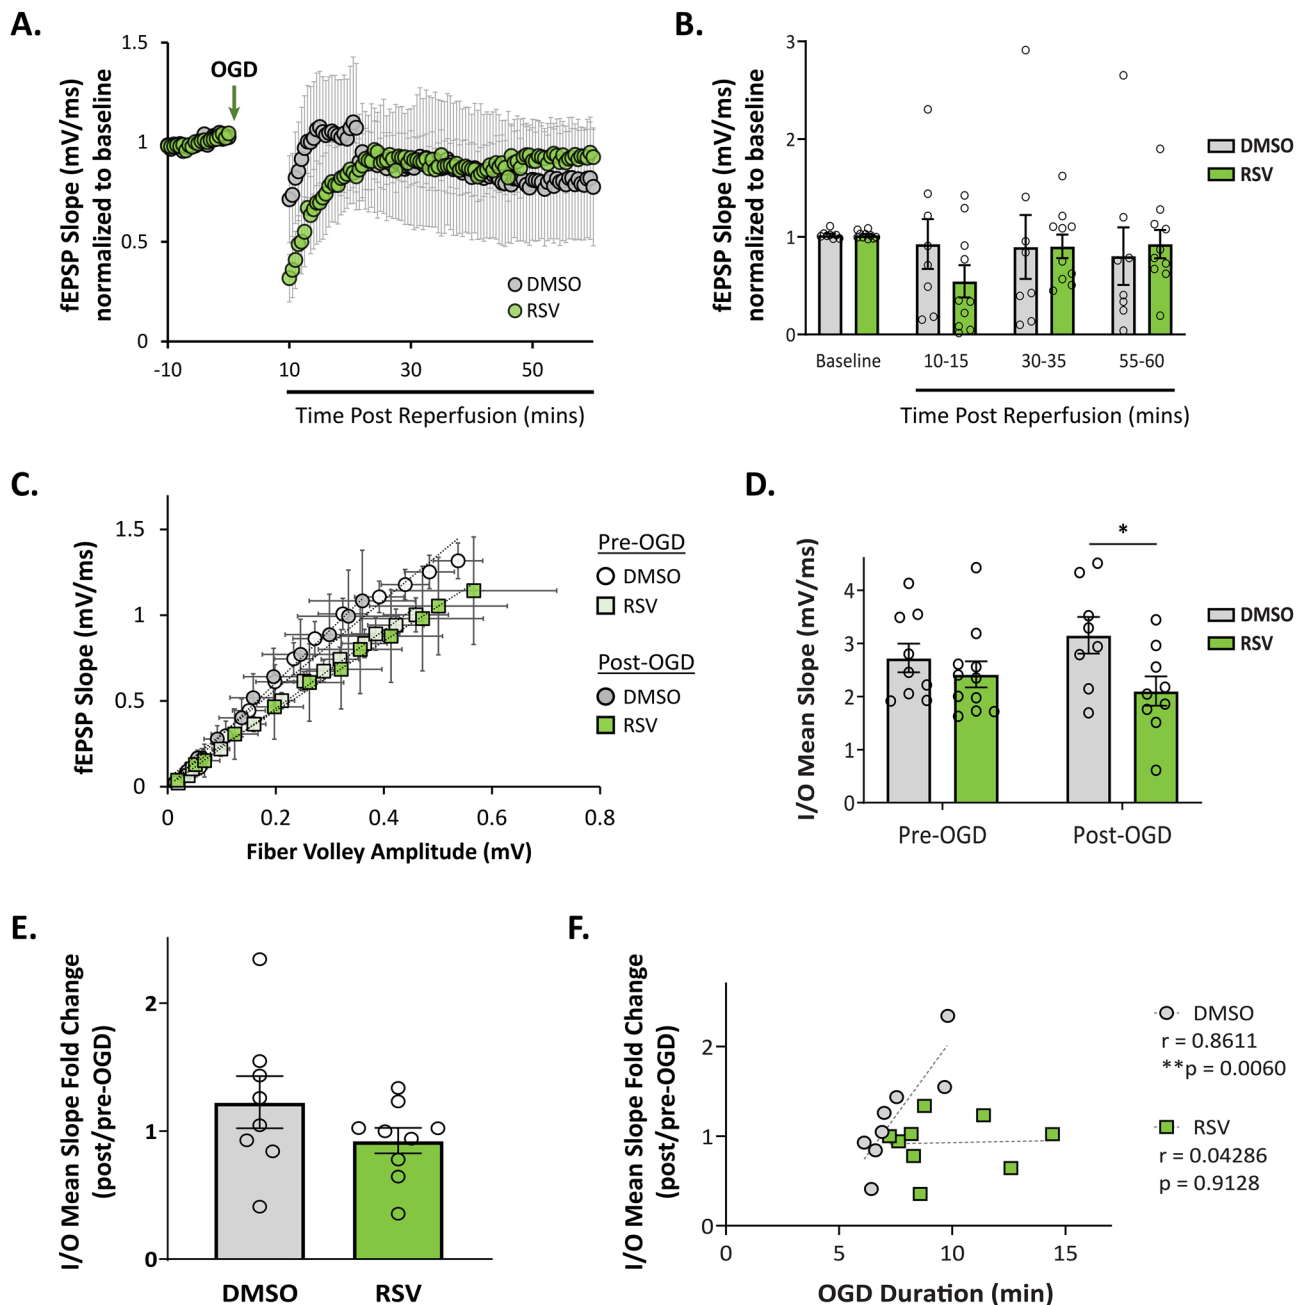 A.
fEPSP Slope (mV/ms)
normalized to baseline
1.5
1
0.5
0
OGD
DMSO
RSV
-10
10
30
50
Time Post Reperfusion (mins)
B.
fEPSP Slope (mV/ms)
normalized to baseline
3
2
1
0
DMSO
RSV
Baseline
10-15
30-35
55-60
Time Post Reperfusion (mins)
C.
fEPSP Slope (mV/ms)
1.5
1
0.5
0
0
0.2
0.4
0.6
0.8
Fiber Volley Amplitude (mV)
Pre-OGD
DMSO
RSV
Post-OGD
DMSO
RSV
D.
I/O Mean Slope (mV/ms)
4
3
2
1
0
*
DMSO
RSV
Pre-OGD
Post-OGD
E.
I/O Mean Slope Fold Change
(post/pre-OGD)
2
1
0
DMSO
RSV
F.
I/O Mean Slope Fold Change
(post/pre-OGD)
2
1
0
0
5
10
15
OGD Duration (min)
DMSO
r = 0.8611
**p = 0.0060
RSV
r = 0.04286
p = 0.9128